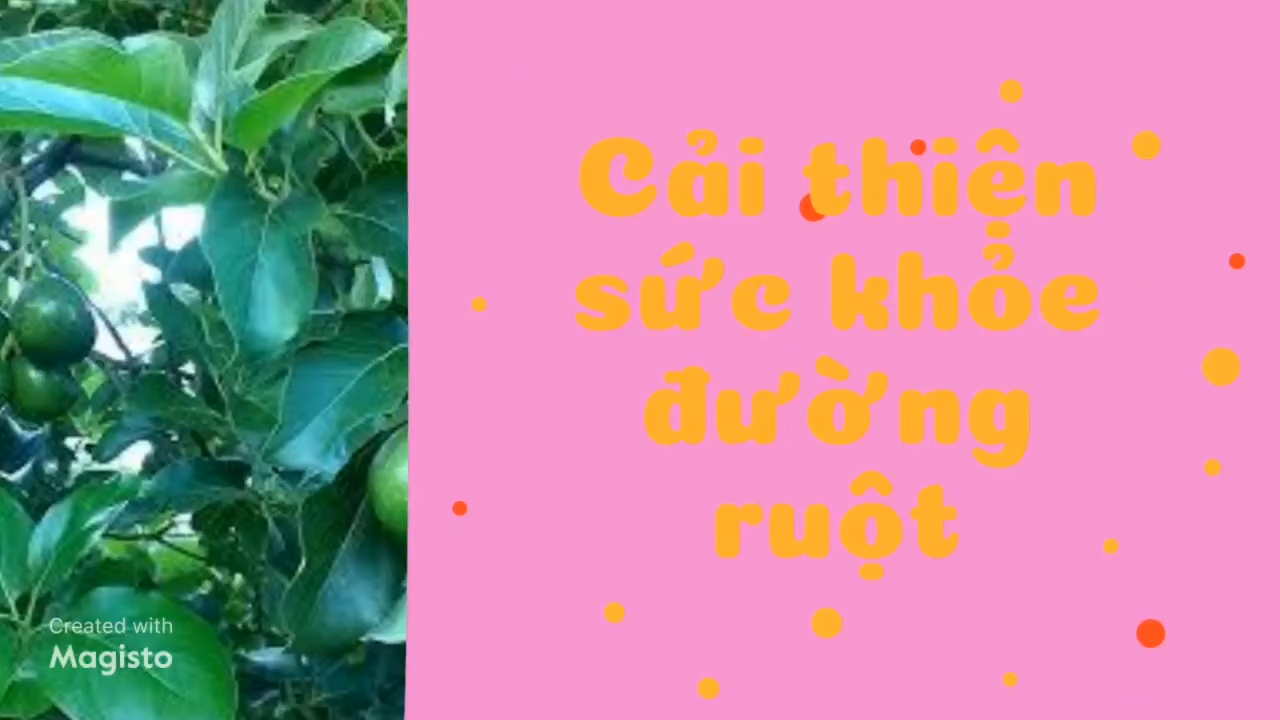 Cải thiện
sức khỏe
đường
ruột
Created with
Magisto